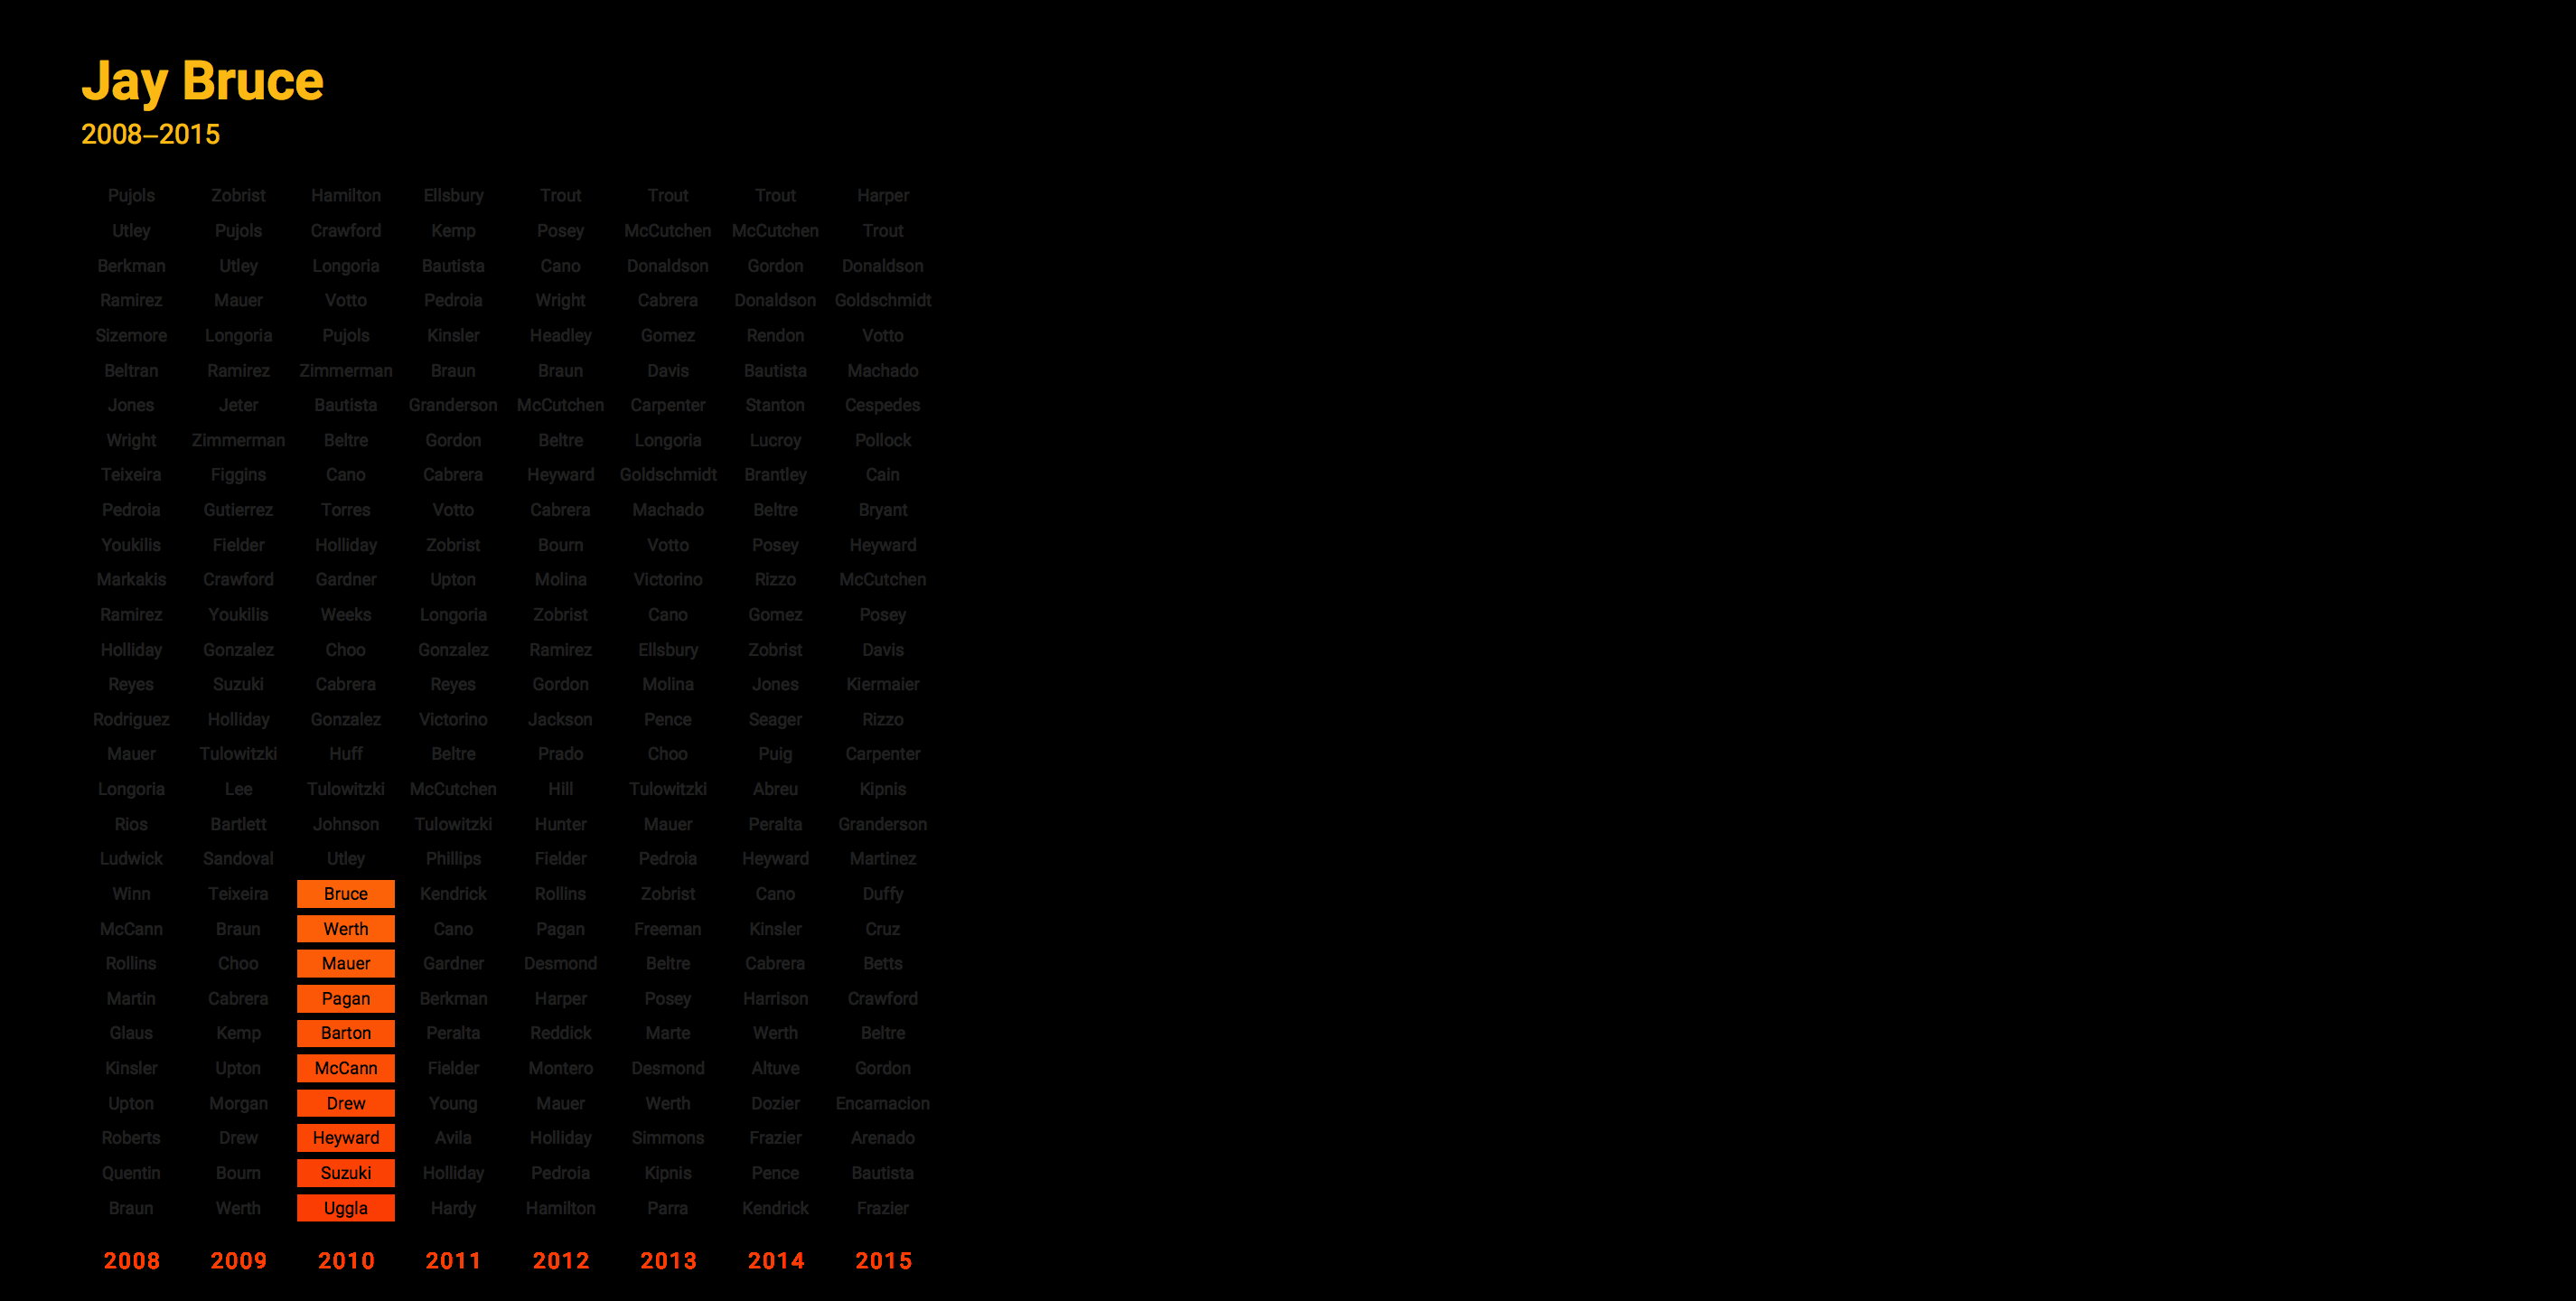 Jay Bruce
2008–2015
Pujols Zobrist Hamilton Ellsbury Trout Trout Trout Harper
Utley Pujols Crawford Kemp Posey McCutchen McCutchen Trout
Berkman Utley Longoria Bautista Cano Donaldson Gordon Donaldson
Ramirez Mauer Votto Pedroia Wright Cabrera Donaldson Goldschmidt
Sizemore Longoria Pujols Kinsler Headley Gomez Rendon Votto
Beltran Ramirez Zimmerman Braun Braun Davis Bautista Machado
Jones Jeter Bautista Granderson McCutchen Carpenter Stanton Cespedes
Wright Zimmerman Beltre Gordon Beltre Longoria Lucroy Pollock
Teixeira Figgins Cano Cabrera Heyward Goldschmidt Brantley Cain
Pedroia Gutierrez Torres Votto Cabrera Machado Beltre Bryant
Youkilis Fielder Holliday Zobrist Bourn Votto Posey Heyward
Markakis Crawford Gardner Upton Molina Victorino Rizzo McCutchen
Ramirez Youkilis Weeks Longoria Zobrist Cano Gomez Posey
Holliday Gonzalez Choo Gonzalez Ramirez Ellsbury Zobrist Davis
Reyes Suzuki Cabrera Reyes Gordon Molina Jones Kiermaier
Rodriguez Holliday Gonzalez Victorino Jackson Pence Seager Rizzo
Mauer Tulowitzki Huff Beltre Prado Choo Puig Carpenter
Longoria Lee Tulowitzki McCutchen Hill Tulowitzki Abreu Kipnis
Rios Bartlett Johnson Tulowitzki Hunter Mauer Peralta Granderson
Ludwick Sandoval Utley Phillips Fielder Pedroia Heyward Martinez
Winn Teixeira Bruce Kendrick Rollins Zobrist Cano Duffy
McCann Braun Werth Cano Pagan Freeman Kinsler Cruz
Rollins Choo Mauer Gardner Desmond Beltre Cabrera Betts
Martin Cabrera Pagan Berkman Harper Posey Harrison Crawford
Glaus Kemp Barton Peralta Reddick Marte Werth Beltre
Kinsler Upton McCann Fielder Montero Desmond Altuve Gordon
Upton Morgan Drew Young Mauer Werth Dozier Encarnacion
Roberts Drew Heyward Avila Holliday Simmons Frazier Arenado
Quentin Bourn Suzuki Holliday Pedroia Kipnis Pence Bautista
Braun Werth Uggla Hardy Hamilton Parra Kendrick Frazier
2008 2009 2010 2011 2012 2013 2014 2015